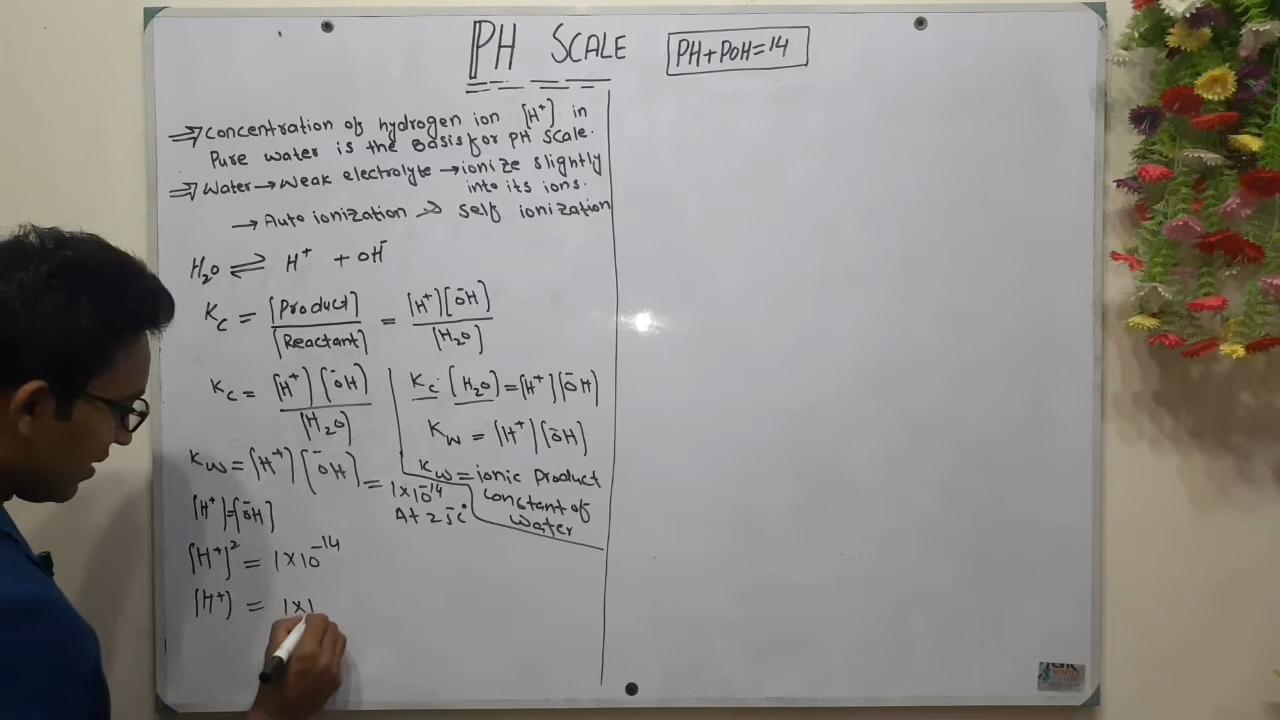 PH SCALE
PH+POH=14
⇒ Concentration of hydrogen ion [H⁺] in
Pure water is the Basis for PH Scale.
⇒ Water → Weak electrolyte → ionize slightly
into its ions.
→ Auto ionization → Self ionization
H₂O ⇌ H⁺ + OH⁻
Kc = [Product]/[Reactant] = [H⁺][⁻OH]/[H₂O]
Kc = [H⁺][⁻OH]/[H₂O]
Kc . [H₂O] = [H⁺][⁻OH]
Kw = [H⁺][⁻OH]
Kw = ionic Product
Constant of
Water
Kw = [H⁺][⁻OH] = 1×10⁻¹⁴
At 25°C
[H⁺]=[⁻OH]
[H⁺]² = 1×10⁻¹⁴
[H⁺] = 1×1